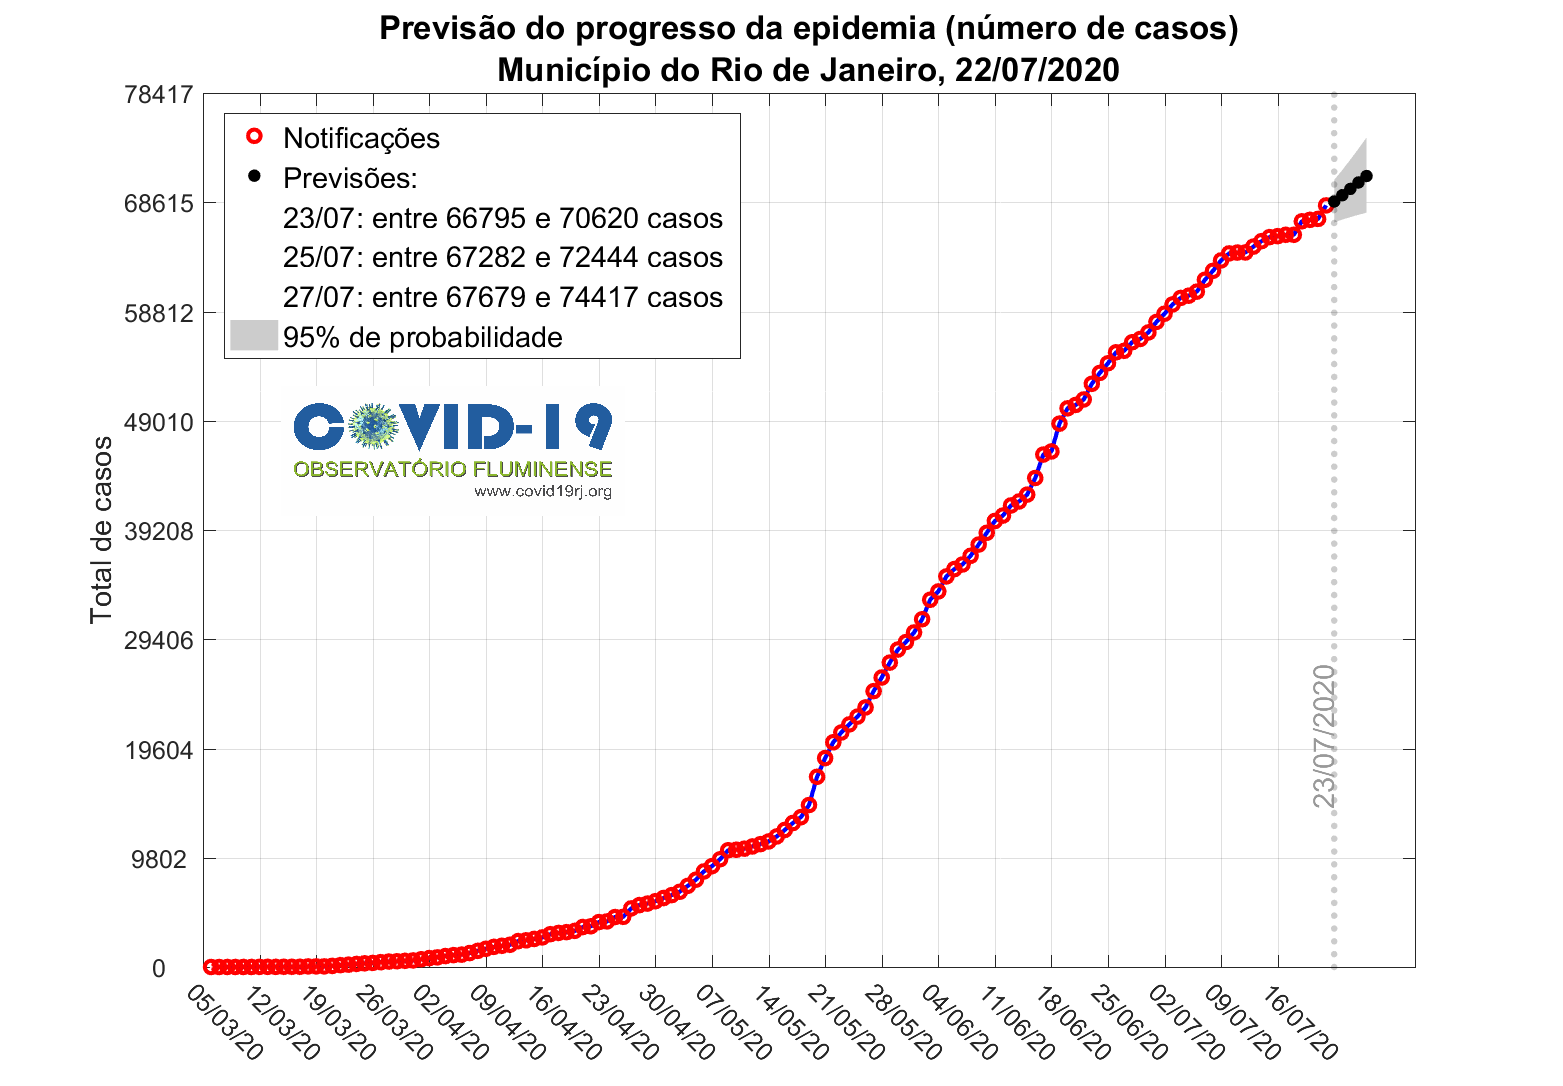 Previsão do progresso da epidemia (número de casos)
Município do Rio de Janeiro, 22/07/2020
78417
68615
58812
49010
39208
29406
19604
9802
0
Total de casos
Notificações
Previsões:
23/07: entre 66795 e 70620 casos
25/07: entre 67282 e 72444 casos
27/07: entre 67679 e 74417 casos
95% de probabilidade
COVID-19
OBSERVATÓRIO FLUMINENSE
www.covid19rj.org
23/07/2020
05/03/20
12/03/20
19/03/20
26/03/20
02/04/20
09/04/20
16/04/20
23/04/20
30/04/20
07/05/20
14/05/20
21/05/20
28/05/20
04/06/20
11/06/20
18/06/20
25/06/20
02/07/20
09/07/20
16/07/20